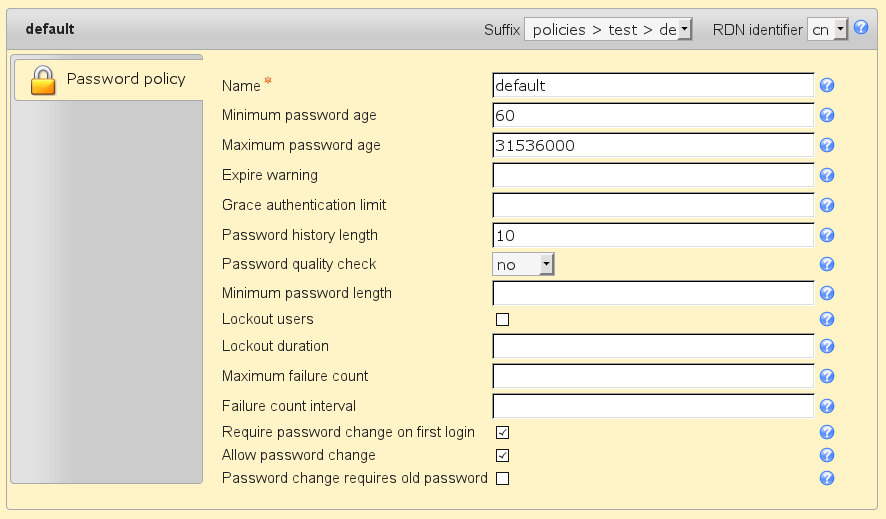 default Suffix policies > test > de RDN identifier cn ?
Password policy
Name * default ?
Minimum password age 60 ?
Maximum password age 31536000 ?
Expire warning ?
Grace authentication limit ?
Password history length 10 ?
Password quality check no ?
Minimum password length ?
Lockout users ?
Lockout duration ?
Maximum failure count ?
Failure count interval ?
Require password change on first login ?
Allow password change ?
Password change requires old password ?